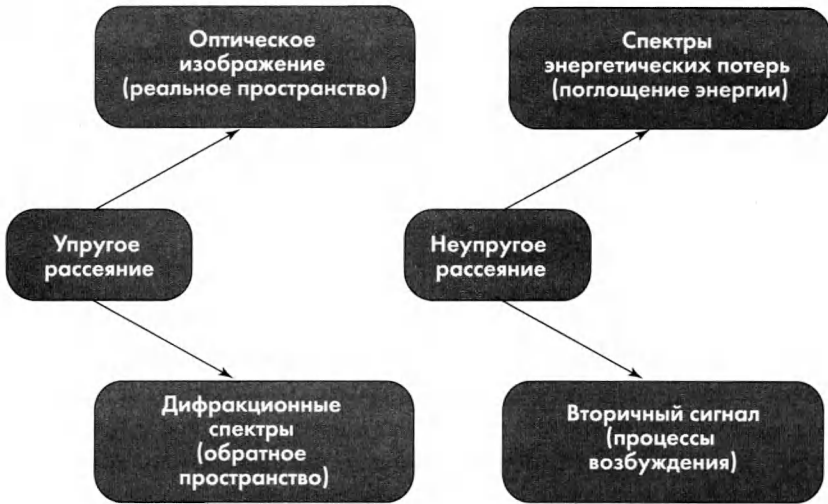 Оптическое
изображение
(реальное пространство)
Спектры
энергетических потерь
(поглощение энергии)
Упругое
рассеяние
Неупругое
рассеяние
Дифракционные
спектры
(обратное
пространство)
Вторичный сигнал
(процессы
возбуждения)